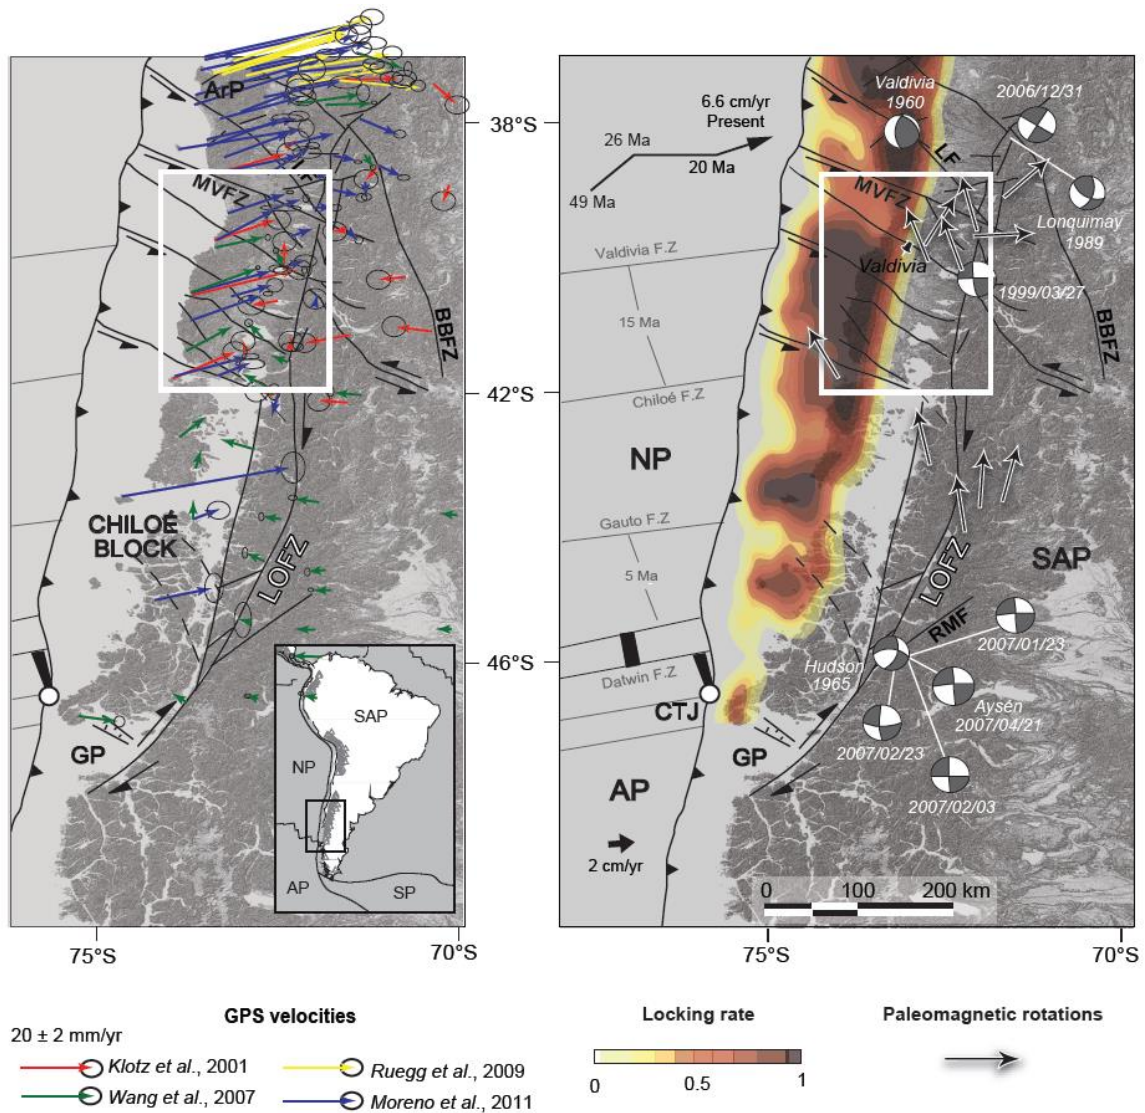 ArP
LF
MVFZ
BBFZ
CHILOÉ
BLOCK
LOFZ
GP
SAP
NP
AP
SP
75°S
70°S
38°S
42°S
46°S
6.6 cm/yr
Present
26 Ma
20 Ma
49 Ma
Valdivia
1960
2006/12/31
LF
MVFZ
Lonquimay
1989
Valdivia F.Z
Valdivia
1999/03/27
15 Ma
BBFZ
Chiloé F.Z
NP
Gauto F.Z
5 Ma
LOFZ
SAP
RMF
2007/01/23
Hudson
1965
Datwin F.Z
CTJ
Aysén
2007/04/21
GP
2007/02/23
AP
2007/02/03
2 cm/yr
0 100 200 km
75°S
70°S
GPS velocities
20 ± 2 mm/yr
Klotz et al., 2001
Ruegg et al., 2009
Wang et al., 2007
Moreno et al., 2011
Locking rate
0 0.5 1
Paleomagnetic rotations